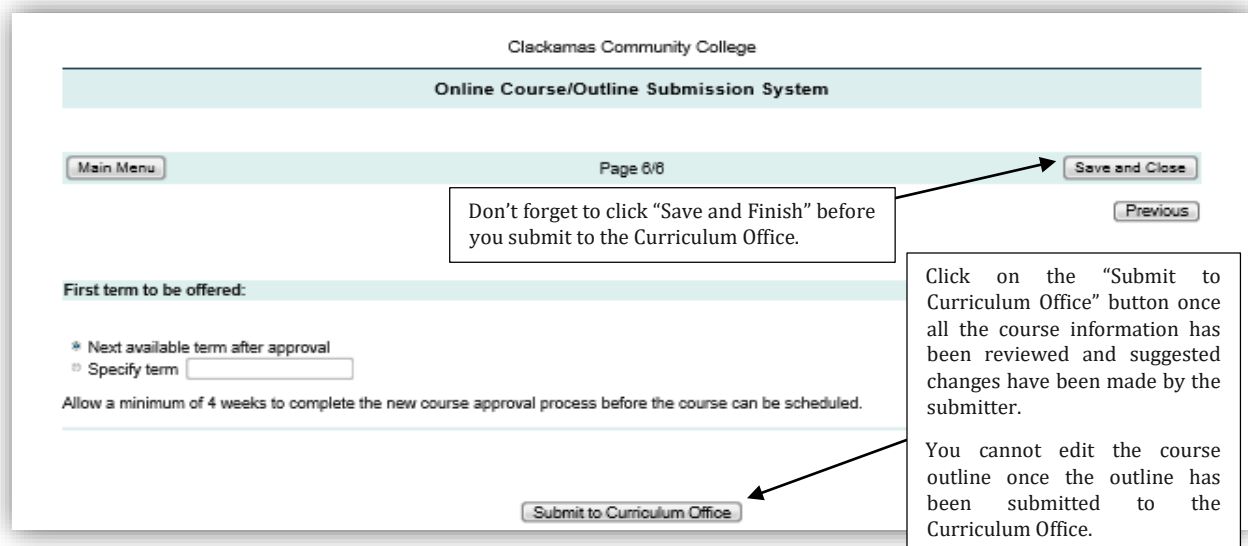 Clackamas Community College
Online Course/Outline Submission System
Main Menu
Page 6/6
Save and Close
Don’t forget to click “Save and Finish” before
you submit to the Curriculum Office.
Previous
First term to be offered:
Next available term after approval
Specify term
Allow a minimum of 4 weeks to complete the new course approval process before the course can be scheduled.
Click on the “Submit to
Curriculum Office” button once
all the course information has
been reviewed and suggested
changes have been made by the
submitter.
You cannot edit the course
outline once the outline has
been submitted to the
Curriculum Office.
Submit to Curriculum Office